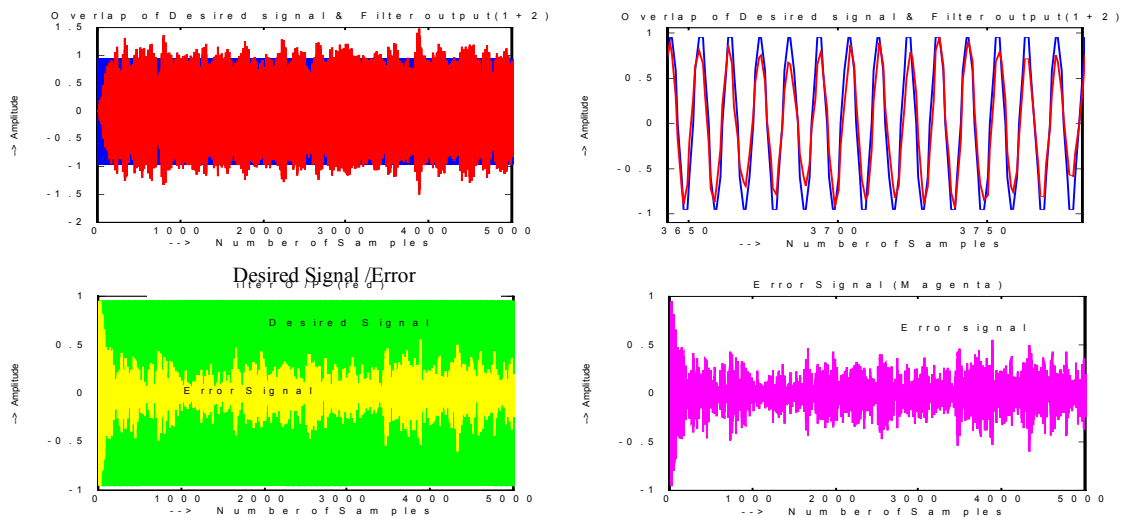 Overlap of Desired signal & Filter output(1+2)
1.5
1
0.5
0
-0.5
-1
-1.5
-2
--> Amplitude
0 1000 2000 3000 4000 5000
--> Number of Samples
Overlap of Desired signal & Filter output(1+2)
1
0.5
0
-0.5
-1
--> Amplitude
3650 3700 3750
--> Number of Samples
Desired Signal /Error
ilter O/P (red)
1
0.5
0
-0.5
-1
--> Amplitude
Desired Signal
Error Signal
0 1000 2000 3000 4000 5000
--> Number of Samples
Error Signal (Magenta)
1
0.5
0
-0.5
-1
--> Amplitude
Error signal
0 1000 2000 3000 4000 5000
--> Number of Samples